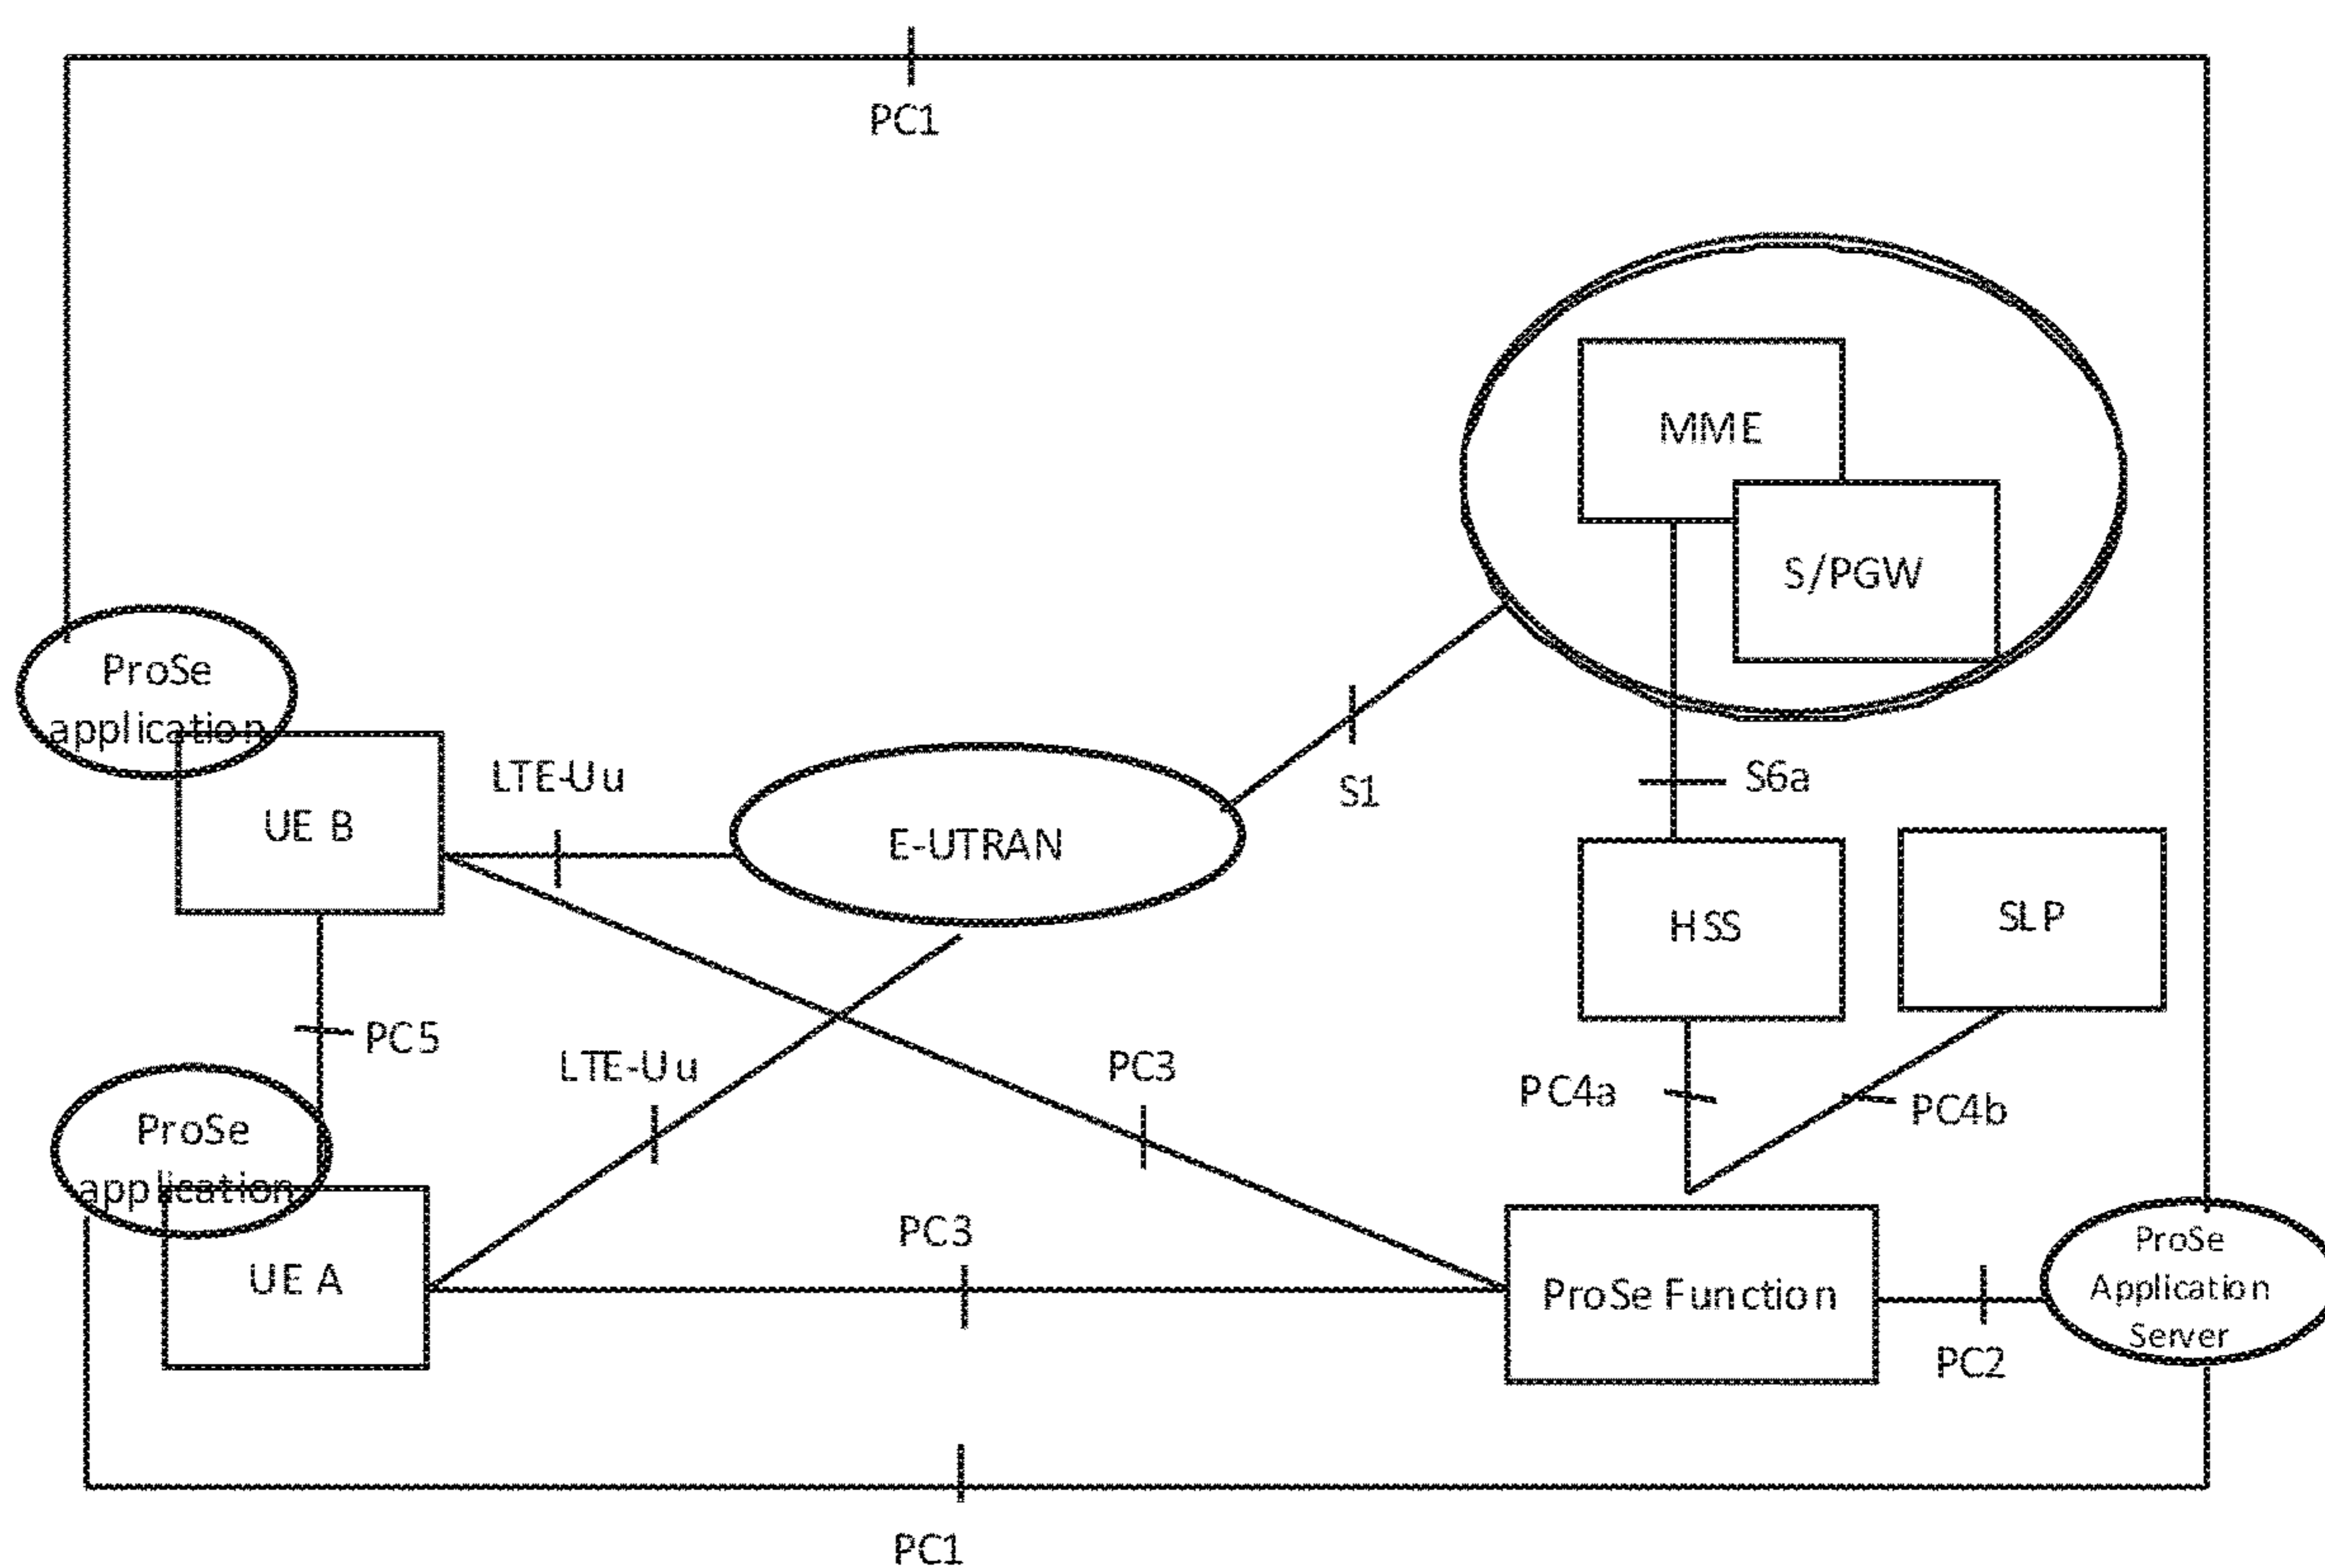 PC1
MME
S/PGW
ProSe
application
LTE-Uu
S1
S6a
UE B
E-UTRAN
HSS
SLP
PC5
LTE-Uu
PC3
PC4a
PC4b
ProSe
application
PC3
UE A
ProSe Function
ProSe
Application
Server
PC2
PC1